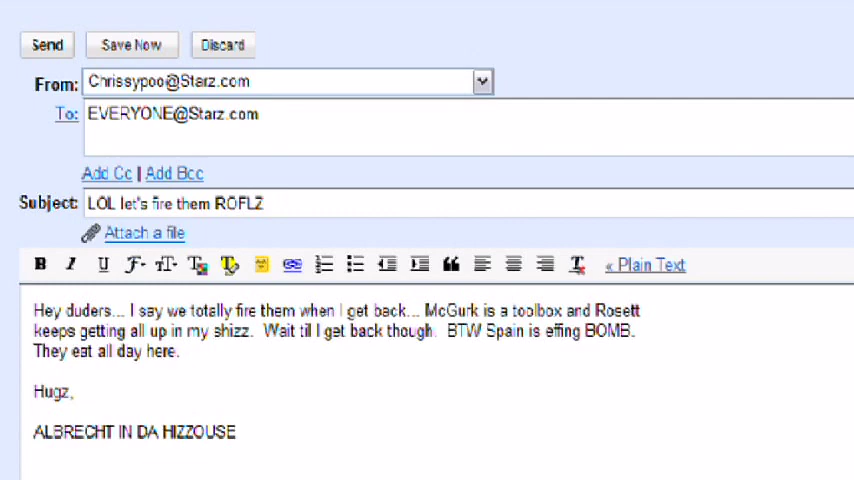 Send Save Now Discard
From: Chrissypoo@Starz.com
To: EVERYONE@Starz.com
Add Cc | Add Bcc
Subject: LOL let's fire them ROFLZ
Attach a file
B I U F T T T T « Plain Text
Hey duders... I say we totally fire them when I get back... McGurk is a toolbox and Rosett
keeps getting all up in my shizz. Wait till I get back though. BTW Spain is effing BOMB.
They eat all day here.
Hugz,
ALBRECHT IN DA HIZZOUSE